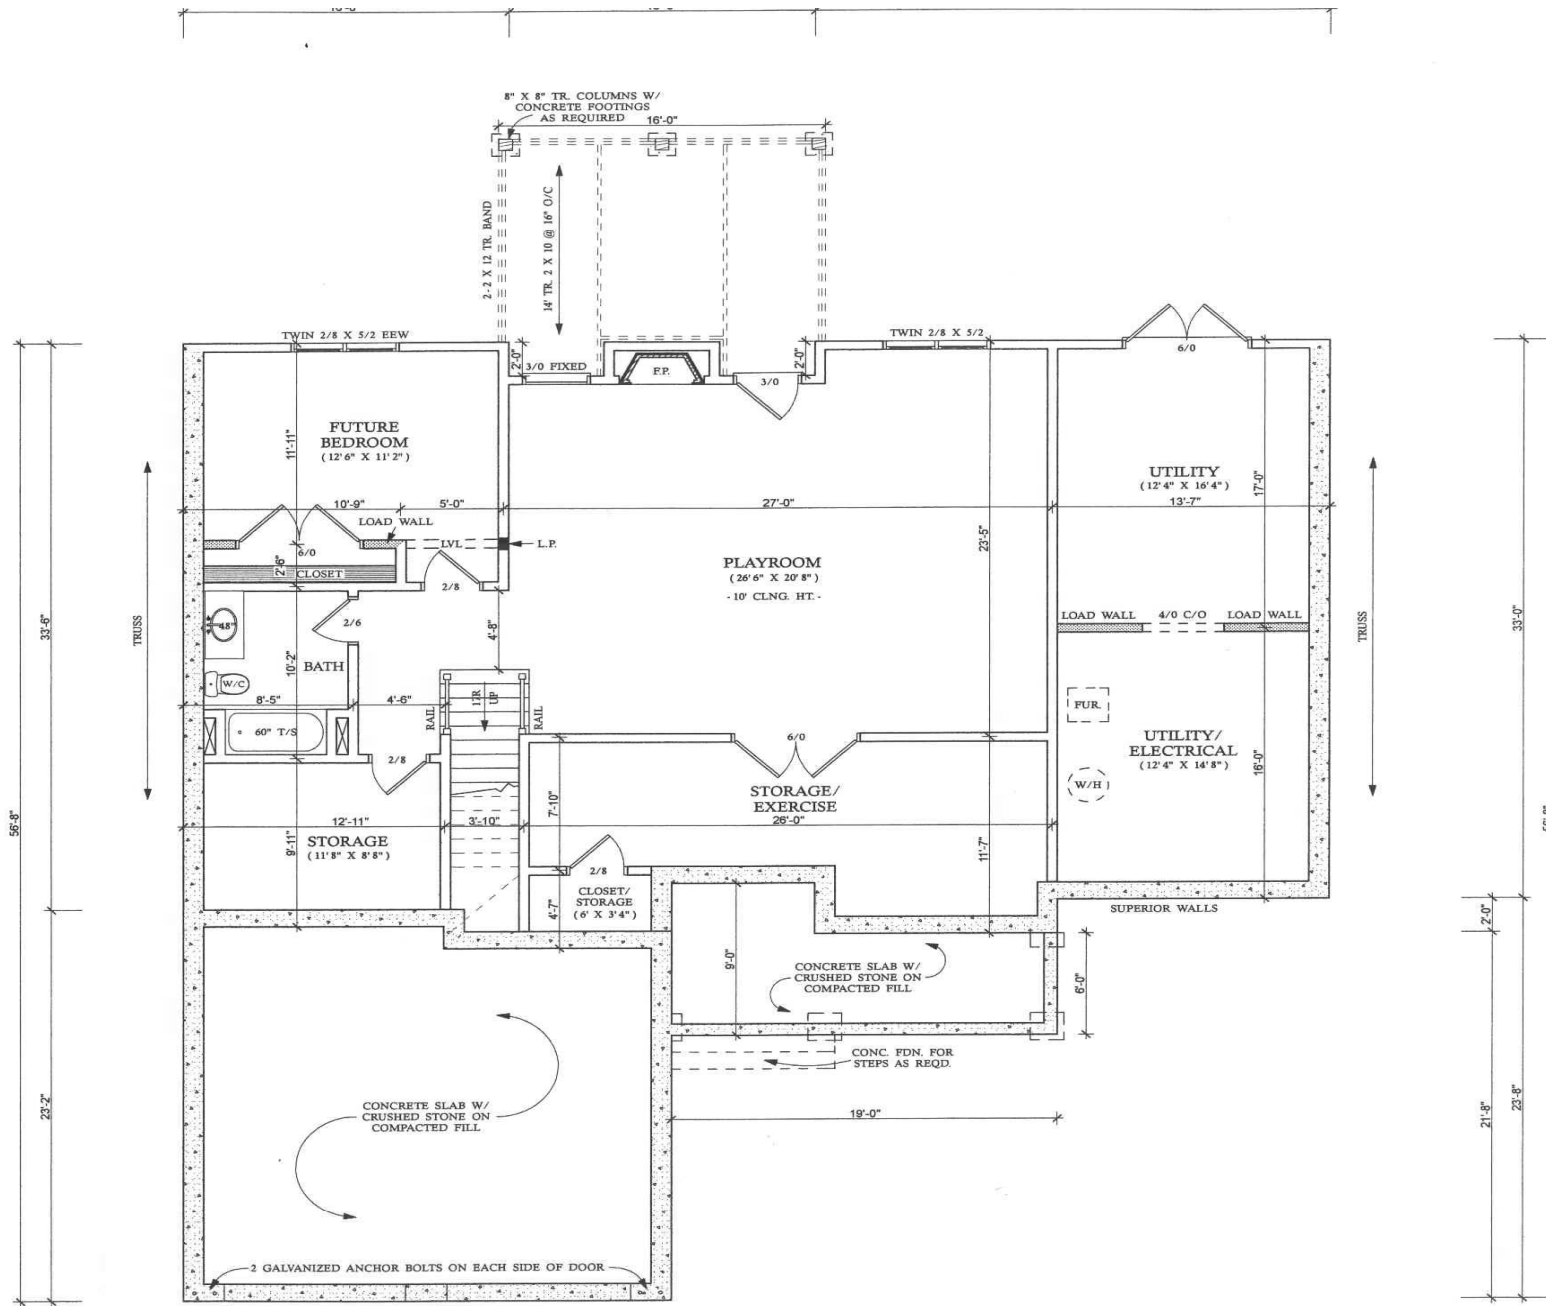 8" X 8" TR. COLUMNS W/
CONCRETE FOOTINGS
AS REQUIRED
16'-0"
2 - 2 X 12 TR. BAND
14' TR. 2 X 10 @ 16" O/C
TWIN 2/8 X 5/2 EEW
2'-0"
3/0 FIXED
F.P.
3/0
2'-0"
TWIN 2/8 X 5/2
6/0
FUTURE
BEDROOM
(12'6" X 11'2")
11'-11"
10'-9"
5'-0"
27'-0"
13'-7"
UTILITY
(12'4" X 16'4")
17'-0"
LOAD WALL
6/0
LVL
L.P.
2'-6"
CLOSET
2/8
23'-5"
PLAYROOM
(26'6" X 20'8")
- 10' CLNG. HT. -
TRUSS
TRUSS
33'-6"
33'-0"
48"
2/6
4'-8"
LOAD WALL
4/0 C/O
LOAD WALL
BATH
10'-2"
W/C
8'-5"
4'-6"
RAIL
17R
UP
RAIL
60" T/S
2/8
6/0
FUR.
UTILITY/
ELECTRICAL
(12'4" X 14'8")
16'-0"
W/H
STORAGE/
EXERCISE
7'-10"
56'-8"
12'-11"
3'-10"
26'-0"
STORAGE
(11'8" X 8'8")
9'-11"
11'-7"
2/8
CLOSET/
STORAGE
(6' X 3'4")
4'-7"
SUPERIOR WALLS
2'-0"
9'-0"
CONCRETE SLAB W/
CRUSHED STONE ON
COMPACTED FILL
6'-0"
CONC. FDN. FOR
STEPS AS REQD.
23'-2"
CONCRETE SLAB W/
CRUSHED STONE ON
COMPACTED FILL
19'-0"
21'-8"
23'-8"
2 GALVANIZED ANCHOR BOLTS ON EACH SIDE OF DOOR